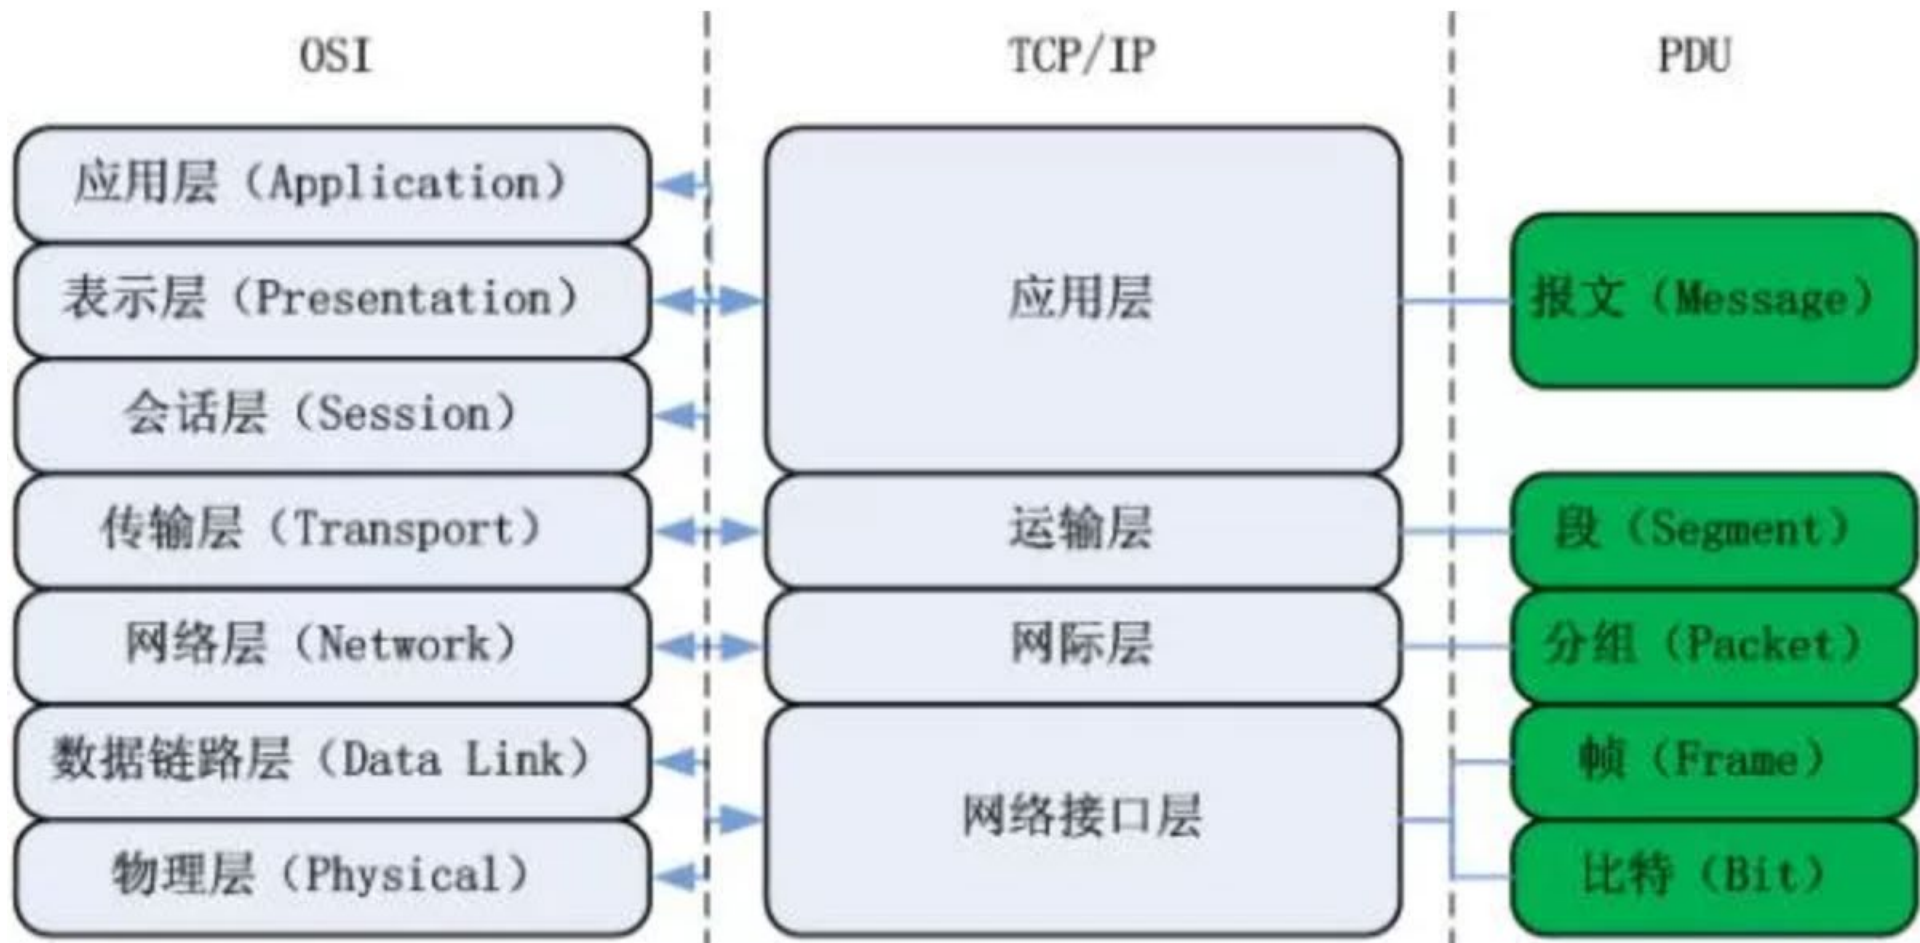 OSI
TCP/IP
PDU
应用层（Application）
表示层（Presentation）
会话层（Session）
传输层（Transport）
网络层（Network）
数据链路层（Data Link）
物理层（Physical）
应用层
运输层
网际层
网络接口层
报文（Message）
段（Segment）
分组（Packet）
帧（Frame）
比特（Bit）